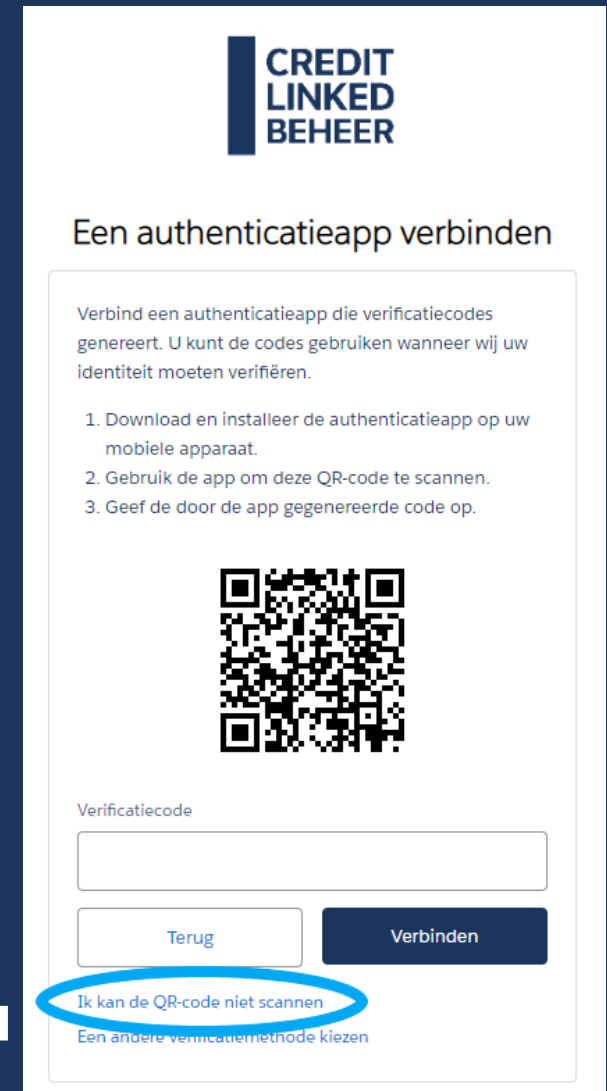 CREDIT
LINKED
BEHEER
Een authenticatieapp verbinden
Verbind een authenticatieapp die verificatiecodes
genereert. U kunt de codes gebruiken wanneer wij uw
identiteit moeten verifiëren.
1. Download en installeer de authenticatieapp op uw
mobiele apparaat.
2. Gebruik de app om deze QR-code te scannen.
3. Geef de door de app gegenereerde code op.
Verificatiecode
Terug
Verbinden
Ik kan de QR-code niet scannen
Een andere verificatiemethode kiezen